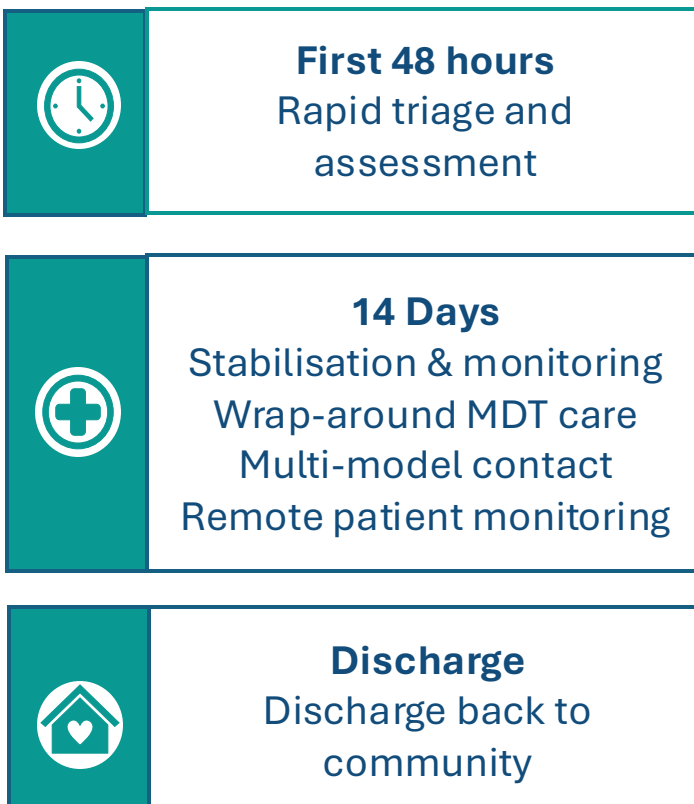 First 48 hours
Rapid triage and
assessment
14 Days
Stabilisation & monitoring
Wrap-around MDT care
Multi-model contact
Remote patient monitoring
Discharge
Discharge back to
community